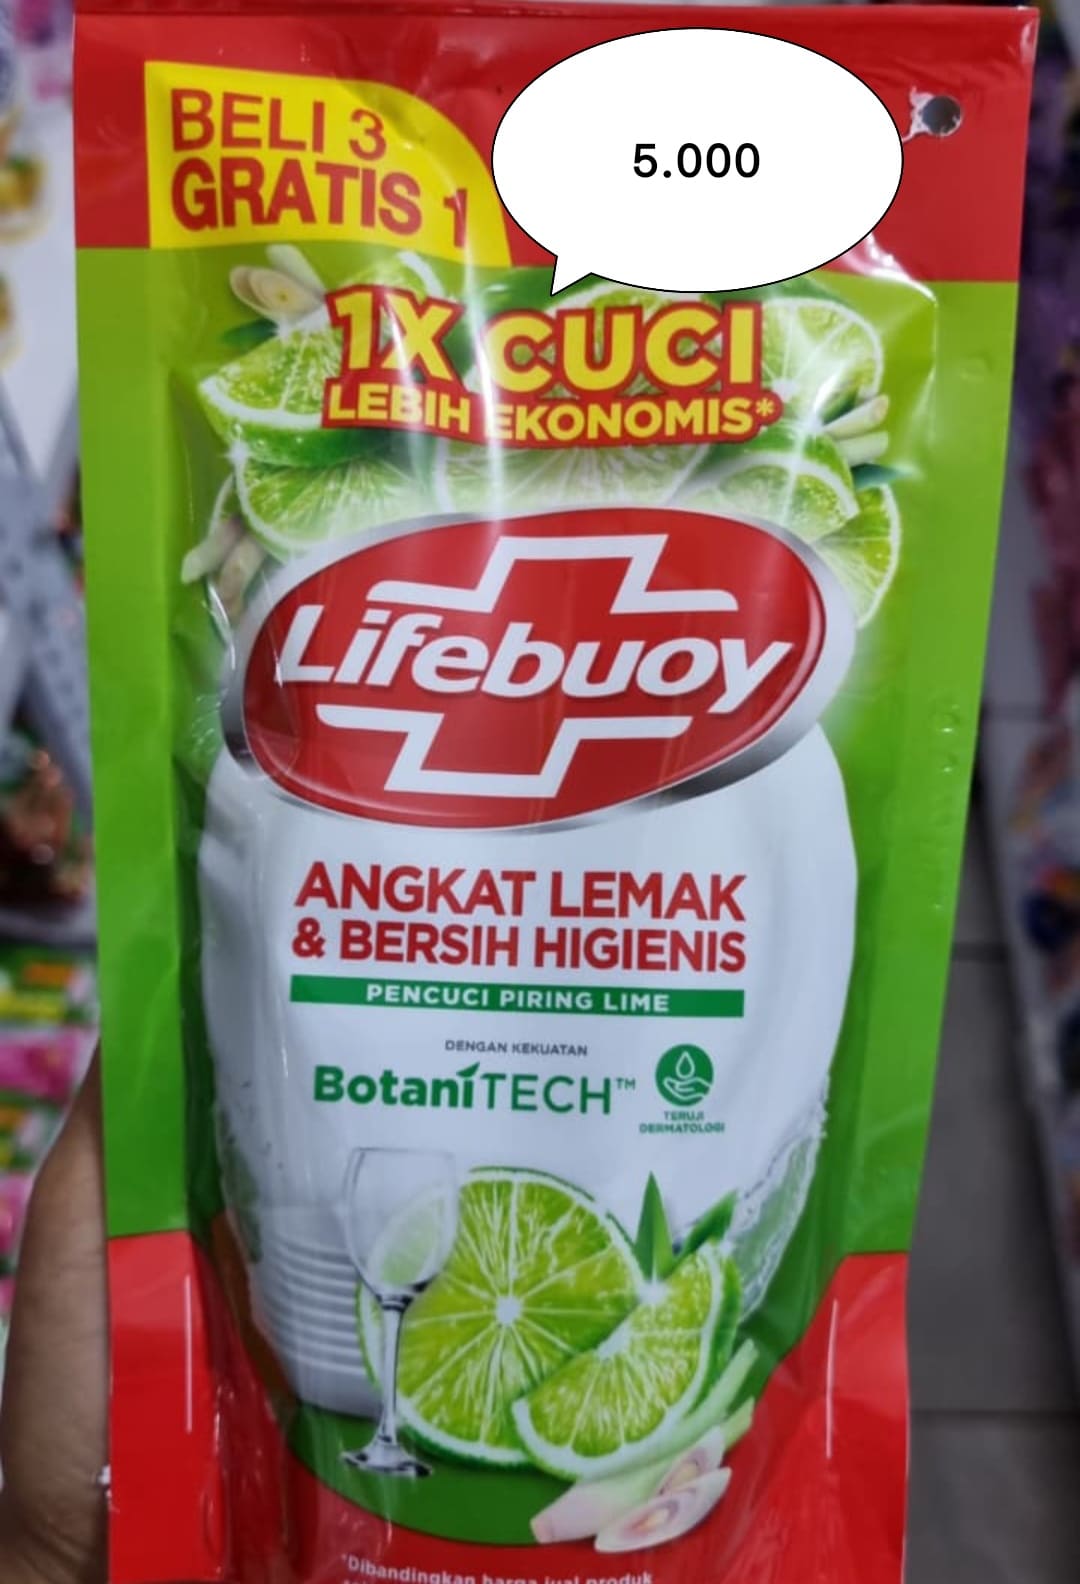 BELI 3
GRATIS 1
5.000
1X CUCI
LEBIH EKONOMIS*
Lifebuoy
ANGKAT LEMAK
& BERSIH HIGIENIS
PENCUCI PIRING LIME
DENGAN KEKUATAN
BotaniTECH™
TERUJI
DERMATOLOGI
*Dibandingkan harga jual produk